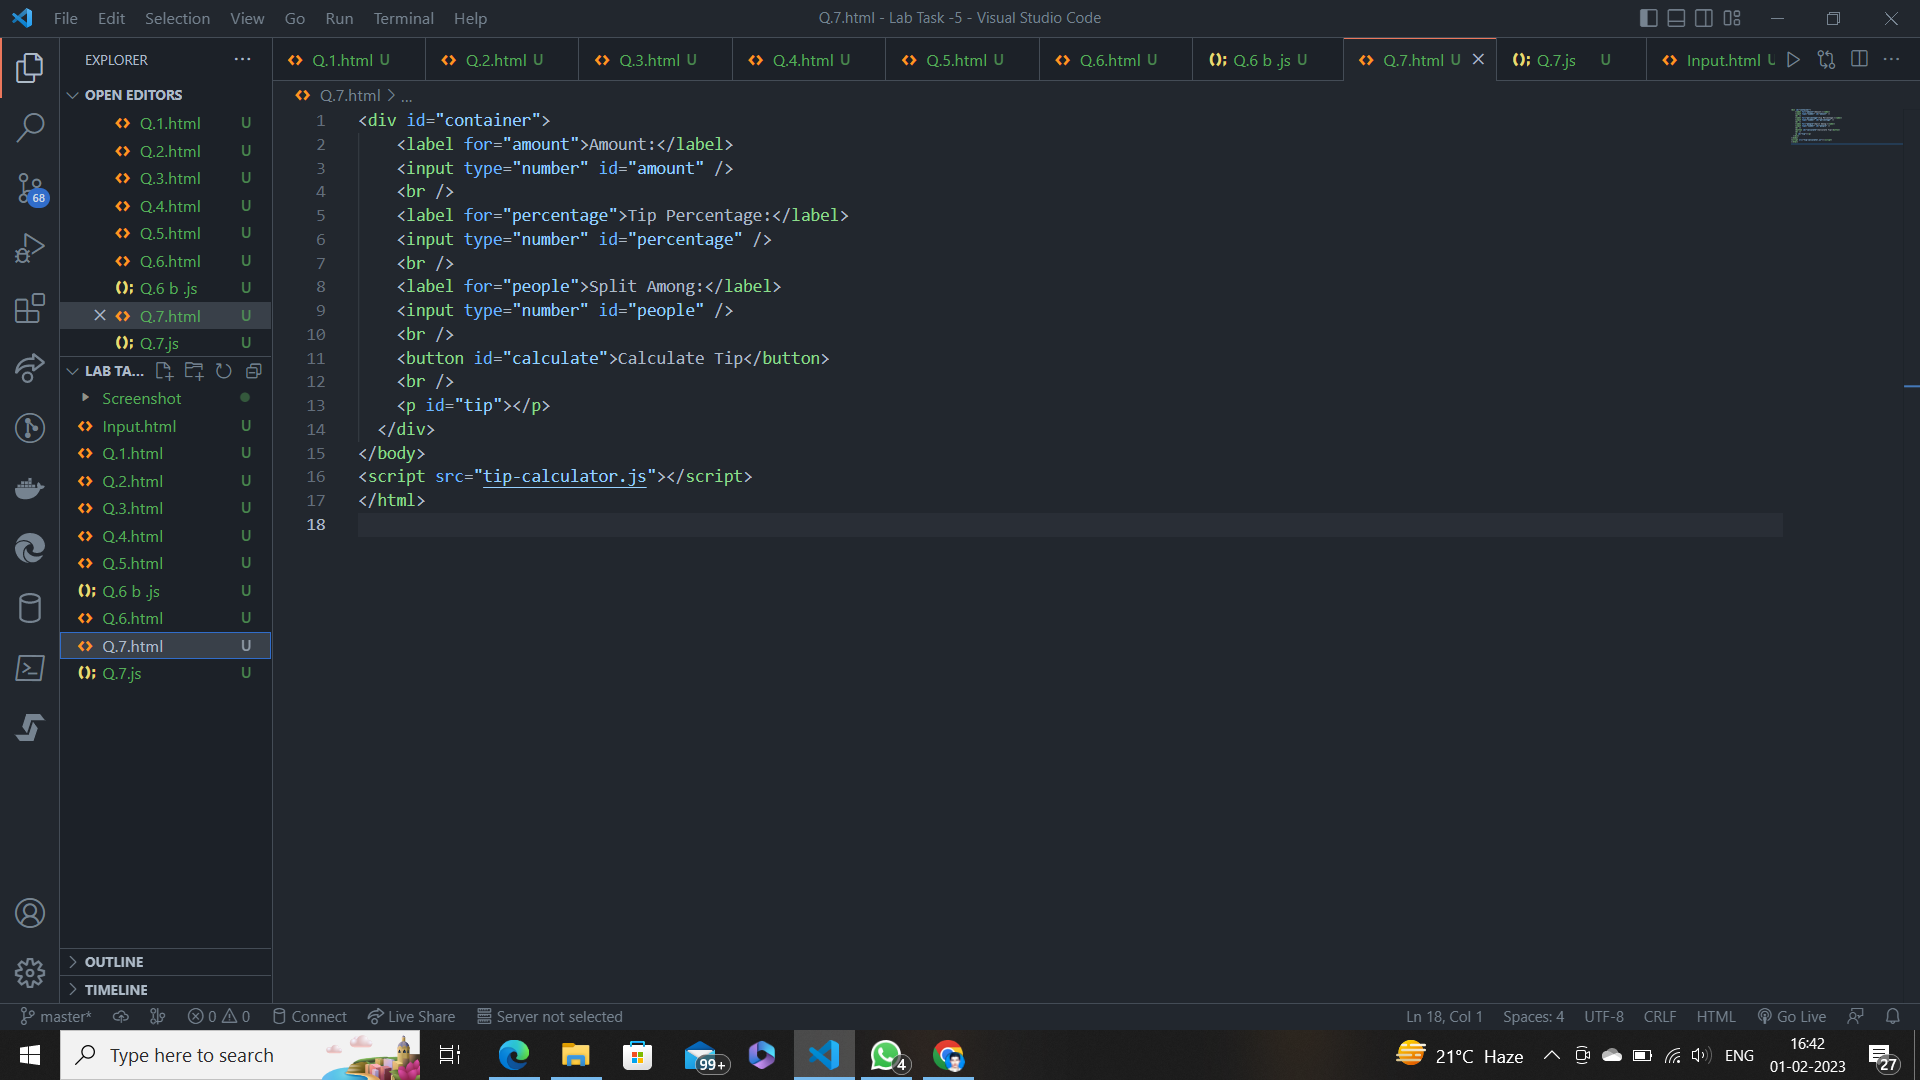 File Edit Selection View Go Run Terminal Help
Q.7.html - Lab Task -5 - Visual Studio Code
EXPLORER
Q.1.html U
Q.2.html U
Q.3.html U
Q.4.html U
Q.5.html U
Q.6.html U
Q.6 b .js U
Q.7.html U
Q.7.js U
Input.html U
OPEN EDITORS
Q.1.html U
Q.2.html U
Q.3.html U
Q.4.html U
Q.5.html U
Q.6.html U
Q.6 b .js U
Q.7.html U
Q.7.js U
LAB TA...
Screenshot
Input.html U
Q.1.html U
Q.2.html U
Q.3.html U
Q.4.html U
Q.5.html U
Q.6 b .js U
Q.6.html U
Q.7.html U
Q.7.js U
OUTLINE
TIMELINE
68
Q.7.html > ...
1 <div id="container">
2 <label for="amount">Amount:</label>
3 <input type="number" id="amount" />
4 <br />
5 <label for="percentage">Tip Percentage:</label>
6 <input type="number" id="percentage" />
7 <br />
8 <label for="people">Split Among:</label>
9 <input type="number" id="people" />
10 <br />
11 <button id="calculate">Calculate Tip</button>
12 <br />
13 <p id="tip"></p>
14 </div>
15 </body>
16 <script src="tip-calculator.js"></script>
17 </html>
18
master* 0 0 Connect Live Share Server not selected
Ln 18, Col 1 Spaces: 4 UTF-8 CRLF HTML Go Live
Type here to search
99+
4
21°C Haze
ENG
16:42
01-02-2023
27